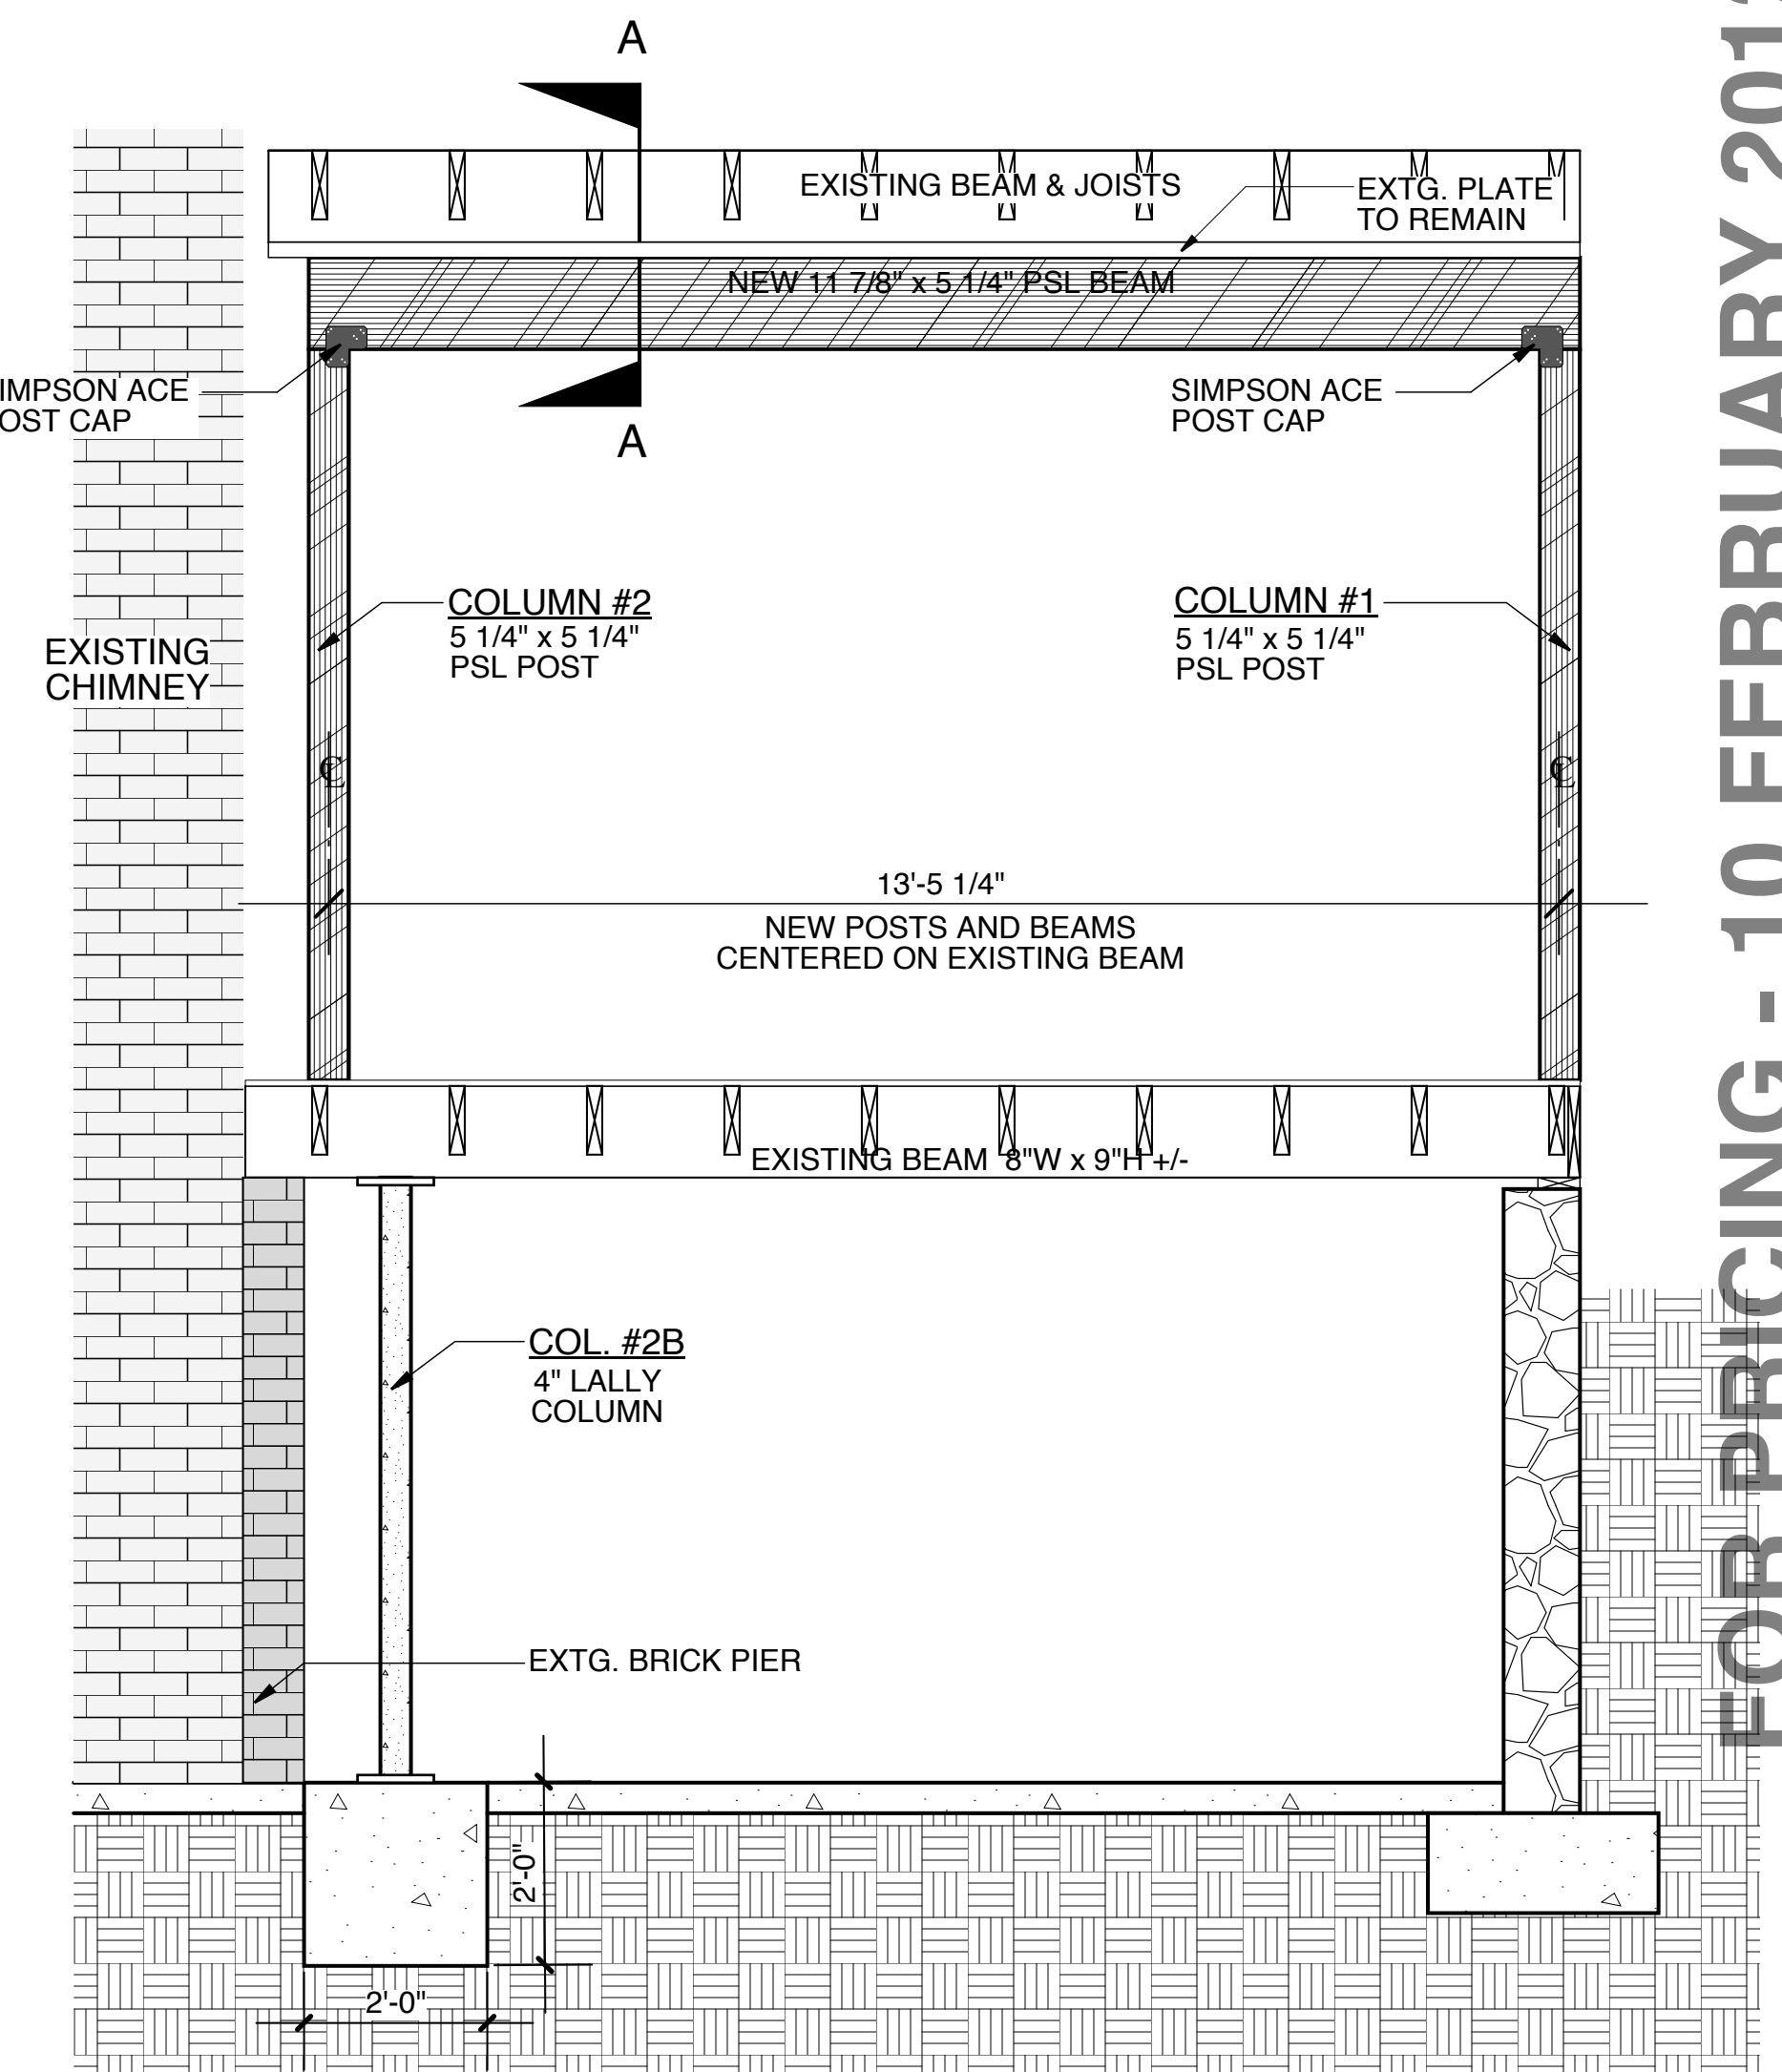 A
EXISTING BEAM & JOISTS
EXTG. PLATE
TO REMAIN
NEW 11 7/8" x 5 1/4" PSL BEAM
IMPSON ACE
OST CAP
SIMPSON ACE
POST CAP
A
COLUMN #2
5 1/4" x 5 1/4"
PSL POST
COLUMN #1
5 1/4" x 5 1/4"
PSL POST
EXISTING
CHIMNEY
CL
CL
13'-5 1/4"
NEW POSTS AND BEAMS
CENTERED ON EXISTING BEAM
EXISTING BEAM 8"W x 9"H +/-
COL. #2B
4" LALLY
COLUMN
EXTG. BRICK PIER
2'-0"
2'-0"
FOR PRICING - 10 FEBRUARY 201